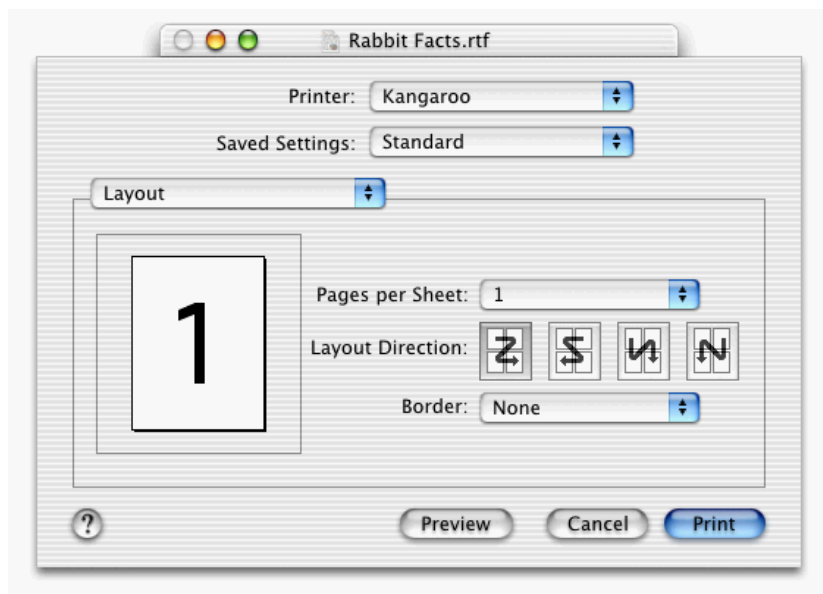 Rabbit Facts.rtf
Printer: Kangaroo
Saved Settings: Standard
Layout
1
Pages per Sheet: 1
Layout Direction:
Border: None
? Preview Cancel Print